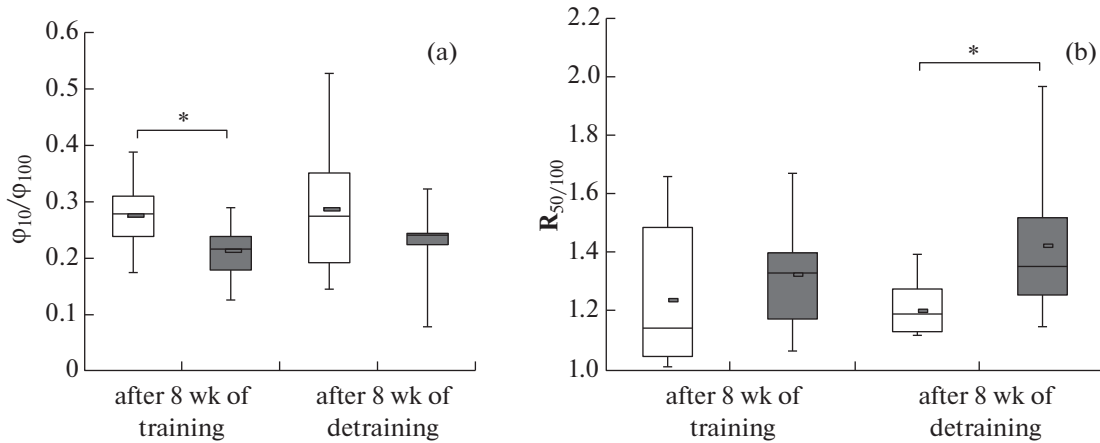 0.6
0.5
0.4
0.3
0.2
0.1
0
φ10/φ100
(a)
*
after 8 wk of
training
after 8 wk of
detraining
2.2
2.0
1.8
1.6
1.4
1.2
1.0
R50/100
(b)
*
after 8 wk of
training
after 8 wk of
detraining